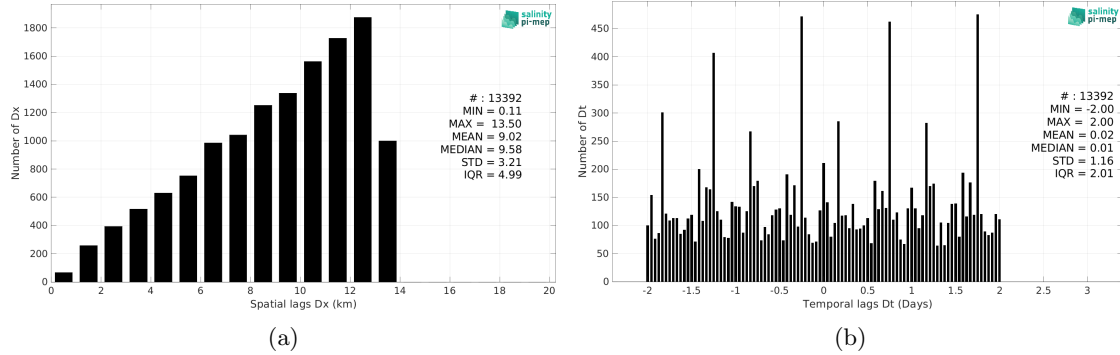 1800
1600
1400
1200
1000
800
600
400
200
0
Number of Dx
salinity
pi-mep
# : 13392
MIN = 0.11
MAX = 13.50
MEAN = 9.02
MEDIAN = 9.58
STD = 3.21
IQR = 4.99
0 2 4 6 8 10 12 14 16 18 20
Spatial lags Dx (km)
(a)
450
400
350
300
250
200
150
100
50
0
Number of Dt
salinity
pi-mep
# : 13392
MIN = -2.00
MAX = 2.00
MEAN = 0.02
MEDIAN = 0.01
STD = 1.16
IQR = 2.01
-2 -1.5 -1 -0.5 0 0.5 1 1.5 2 2.5 3
Temporal lags Dt (Days)
(b)